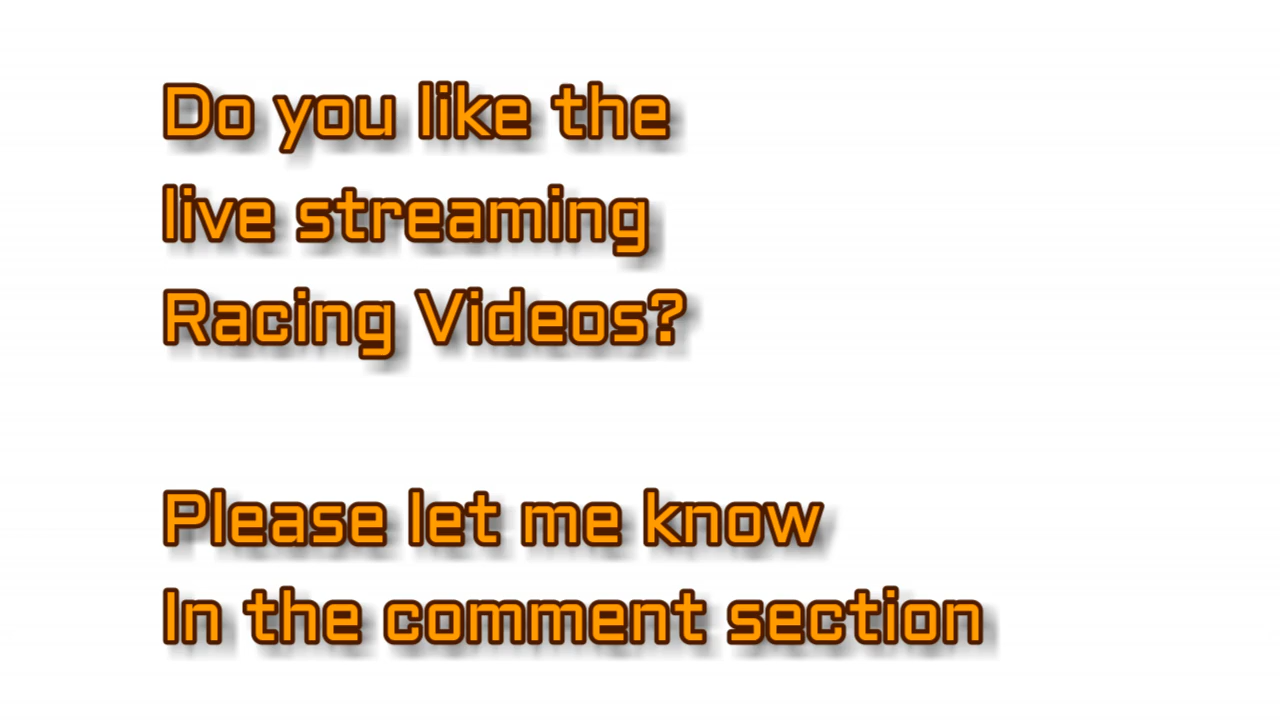 Do you like the
live streaming
Racing Videos?
Please let me know
In the comment section